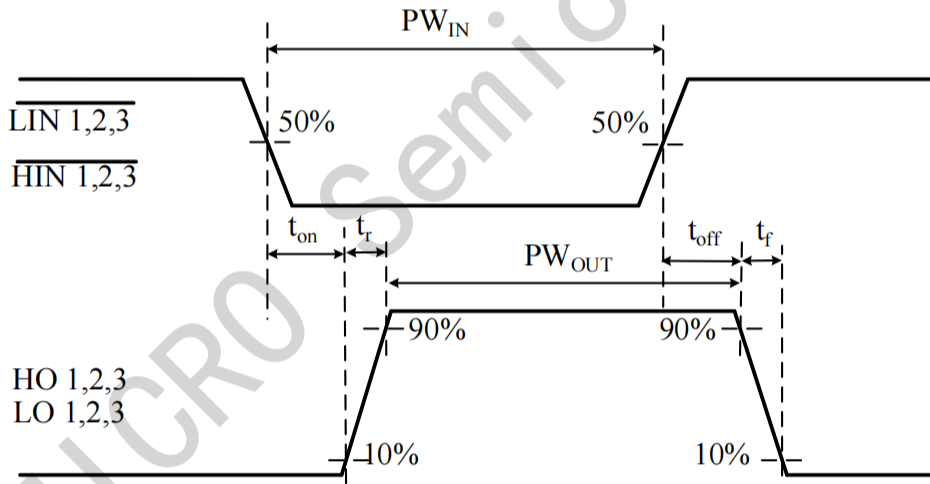 PW_IN
LIN 1,2,3
50%
50%
HIN 1,2,3
t_on
t_r
t_off
t_f
PW_OUT
90%
90%
HO 1,2,3
LO 1,2,3
10%
10%
ICRO Semico